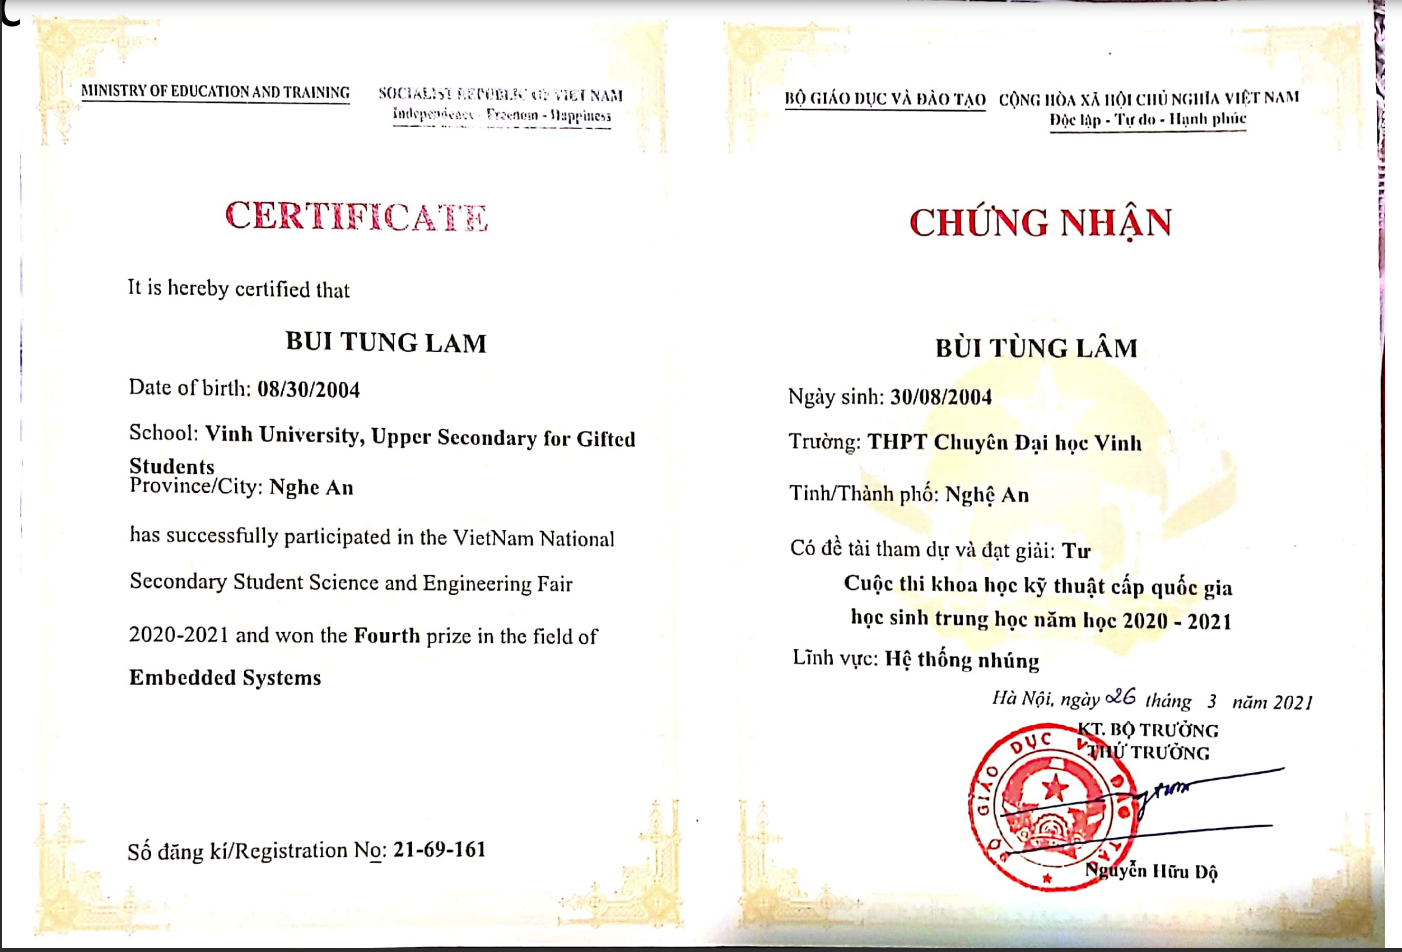 MINISTRY OF EDUCATION AND TRAINING
SOCIALIST REPUBLIC OF VIET NAM
Independence - Freedom - Happiness
CERTIFICATE
It is hereby certified that
BUI TUNG LAM
Date of birth: 08/30/2004
School: Vinh University, Upper Secondary for Gifted
Students
Province/City: Nghe An
has successfully participated in the VietNam National
Secondary Student Science and Engineering Fair
2020-2021 and won the Fourth prize in the field of
Embedded Systems
Số đăng kí/Registration No: 21-69-161
BỘ GIÁO DỤC VÀ ĐÀO TẠO
CỘNG HÒA XÃ HỘI CHỦ NGHĨA VIỆT NAM
Độc lập - Tự do - Hạnh phúc
CHỨNG NHẬN
BÙI TÙNG LÂM
Ngày sinh: 30/08/2004
Trường: THPT Chuyên Đại học Vinh
Tỉnh/Thành phố: Nghệ An
Có đề tài tham dự và đạt giải: Tư
Cuộc thi khoa học kỹ thuật cấp quốc gia
học sinh trung học năm học 2020 - 2021
Lĩnh vực: Hệ thống nhúng
Hà Nội, ngày 26 tháng 3 năm 2021
KT. BỘ TRƯỞNG
THỨ TRƯỞNG
BỘ GIÁO DỤC VÀ ĐÀO TẠO
Nguyễn Hữu Độ